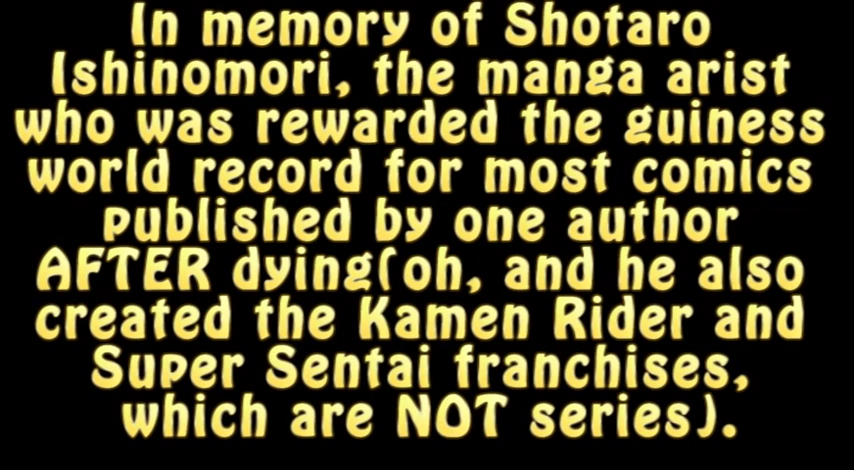 In memory of Shotaro
Ishinomori, the manga arist
who was rewarded the guiness
world record for most comics
published by one author
AFTER dying(oh, and he also
created the Kamen Rider and
Super Sentai franchises,
which are NOT series).